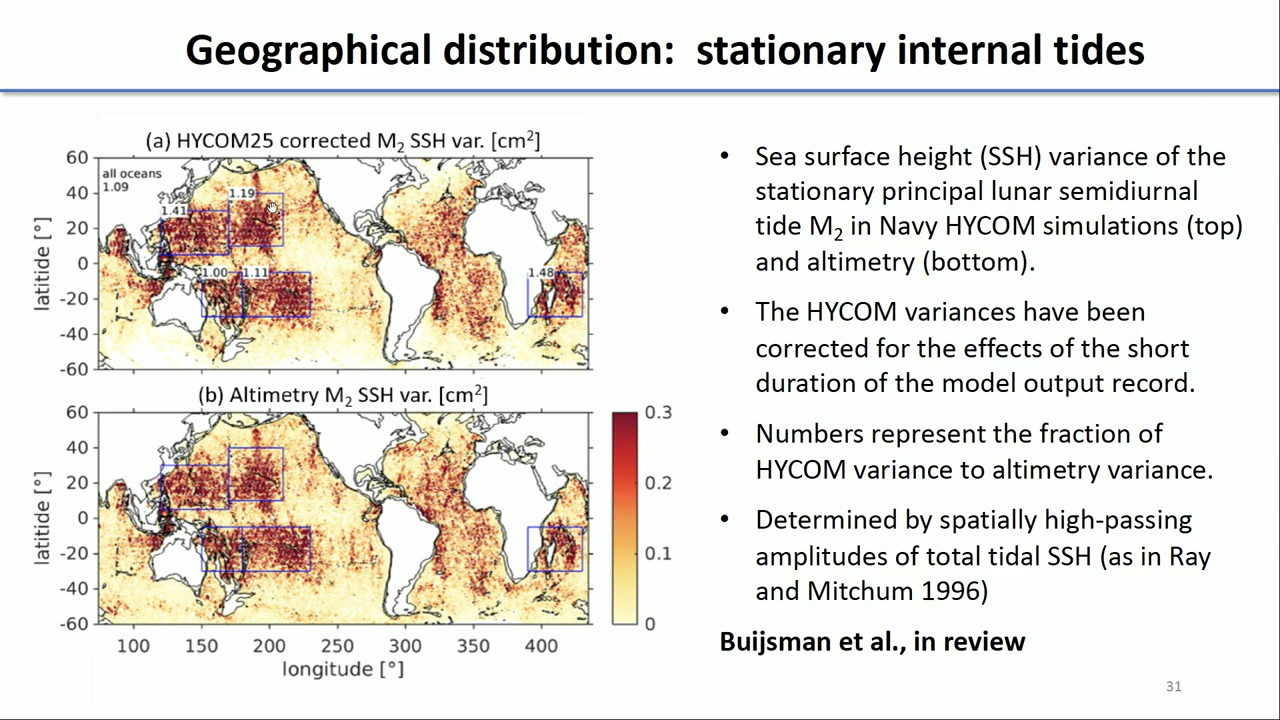 Geographical distribution:  stationary internal tides
(a) HYCOM25 corrected M₂ SSH var. [cm²]
60
40
20
0
-20
-40
-60
latitide [°]
all oceans
1.09
1.41
1.19
1.00
1.11
1.48
(b) Altimetry M₂ SSH var. [cm²]
60
40
20
0
-20
-40
-60
latitide [°]
100 150 200 250 300 350 400
longitude [°]
0.3
0.2
0.1
0
• Sea surface height (SSH) variance of the
stationary principal lunar semidiurnal
tide M₂ in Navy HYCOM simulations (top)
and altimetry (bottom).
• The HYCOM variances have been
corrected for the effects of the short
duration of the model output record.
• Numbers represent the fraction of
HYCOM variance to altimetry variance.
• Determined by spatially high-passing
amplitudes of total tidal SSH (as in Ray
and Mitchum 1996)
Buijsman et al., in review
31